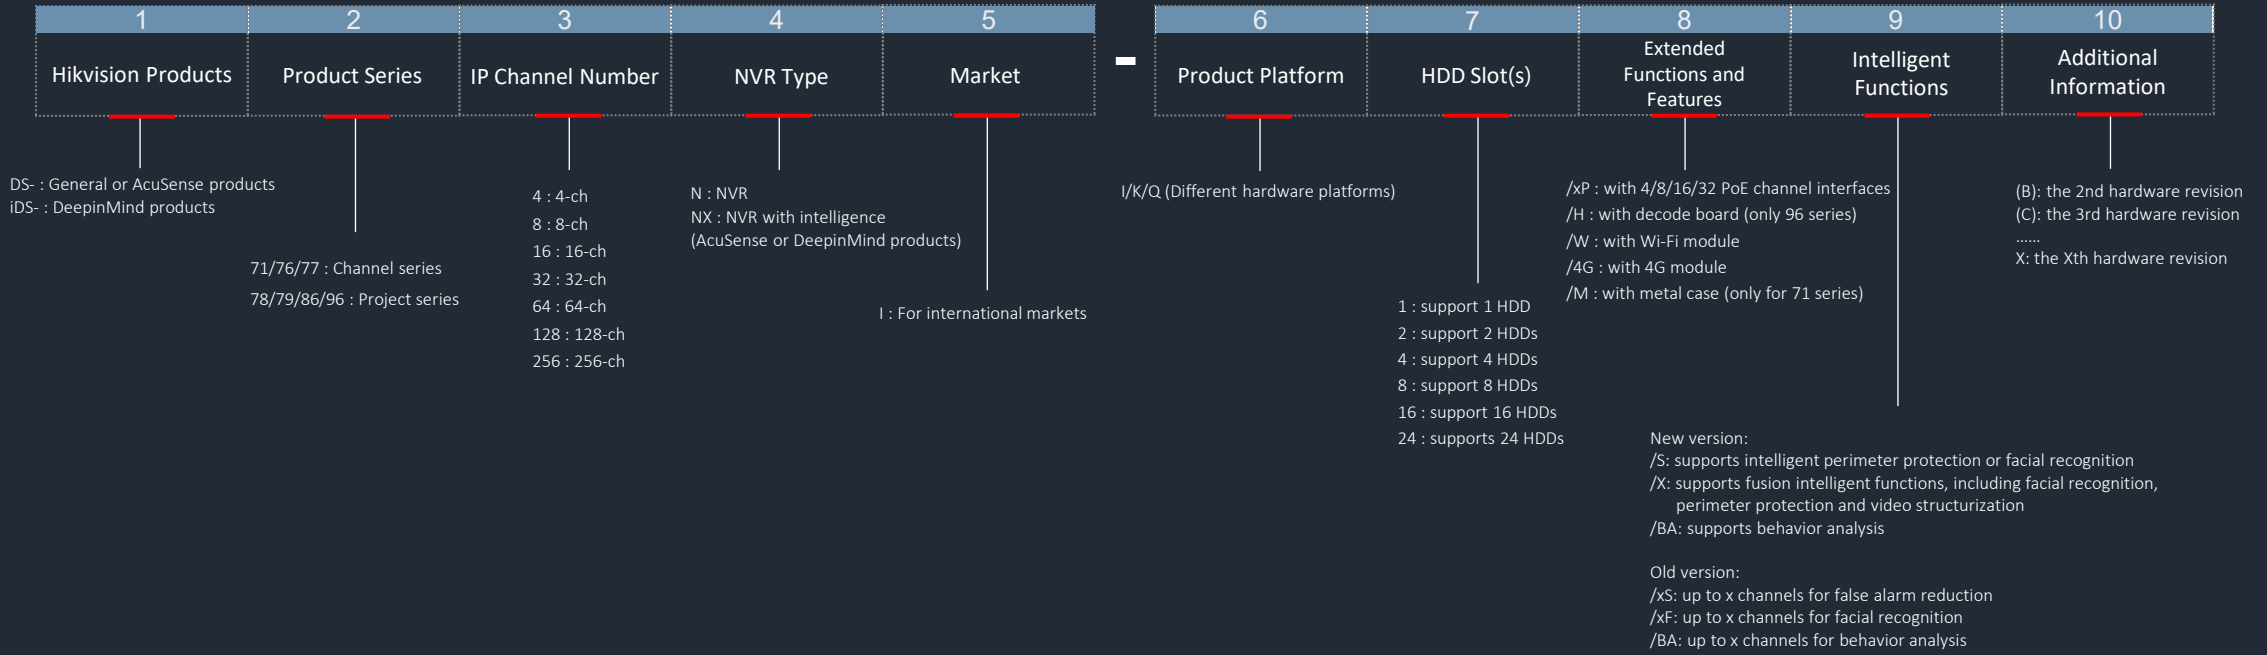 1 2 3 4 5 6 7 8 9 10
Hikvision Products
Product Series
IP Channel Number
NVR Type
Market
-
Product Platform
HDD Slot(s)
Extended
Functions and
Features
Intelligent
Functions
Additional
Information
DS- : General or AcuSense products
iDS- : DeepinMind products
71/76/77 : Channel series
78/79/86/96 : Project series
4 : 4-ch
8 : 8-ch
16 : 16-ch
32 : 32-ch
64 : 64-ch
128 : 128-ch
256 : 256-ch
N : NVR
NX : NVR with intelligence
(AcuSense or DeepinMind products)
I : For international markets
I/K/Q (Different hardware platforms)
1 : support 1 HDD
2 : support 2 HDDs
4 : support 4 HDDs
8 : support 8 HDDs
16 : support 16 HDDs
24 : supports 24 HDDs
/xP : with 4/8/16/32 PoE channel interfaces
/H : with decode board (only 96 series)
/W : with Wi-Fi module
/4G : with 4G module
/M : with metal case (only for 71 series)
New version:
/S: supports intelligent perimeter protection or facial recognition
/X: supports fusion intelligent functions, including facial recognition,
perimeter protection and video structurization
/BA: supports behavior analysis
Old version:
/xS: up to x channels for false alarm reduction
/xF: up to x channels for facial recognition
/BA: up to x channels for behavior analysis
(B): the 2nd hardware revision
(C): the 3rd hardware revision
......
X: the Xth hardware revision